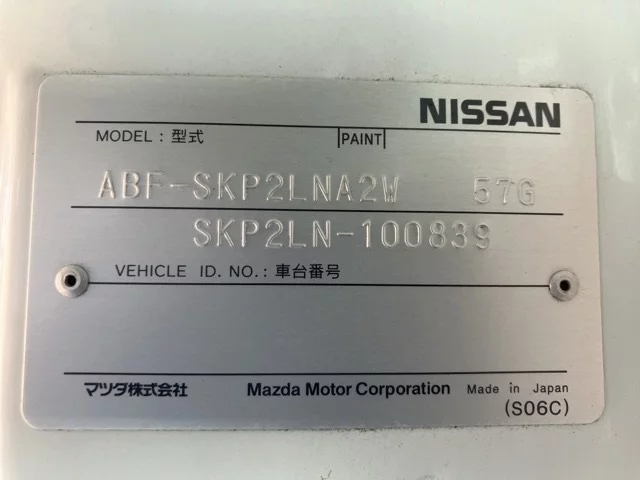 NISSAN
MODEL : 型式 PAINT
ABF-SKP2LNA2W 57G
SKP2LN-100839
VEHICLE ID. NO. : 車台番号
マツダ株式会社 Mazda Motor Corporation Made in Japan
(S06C)